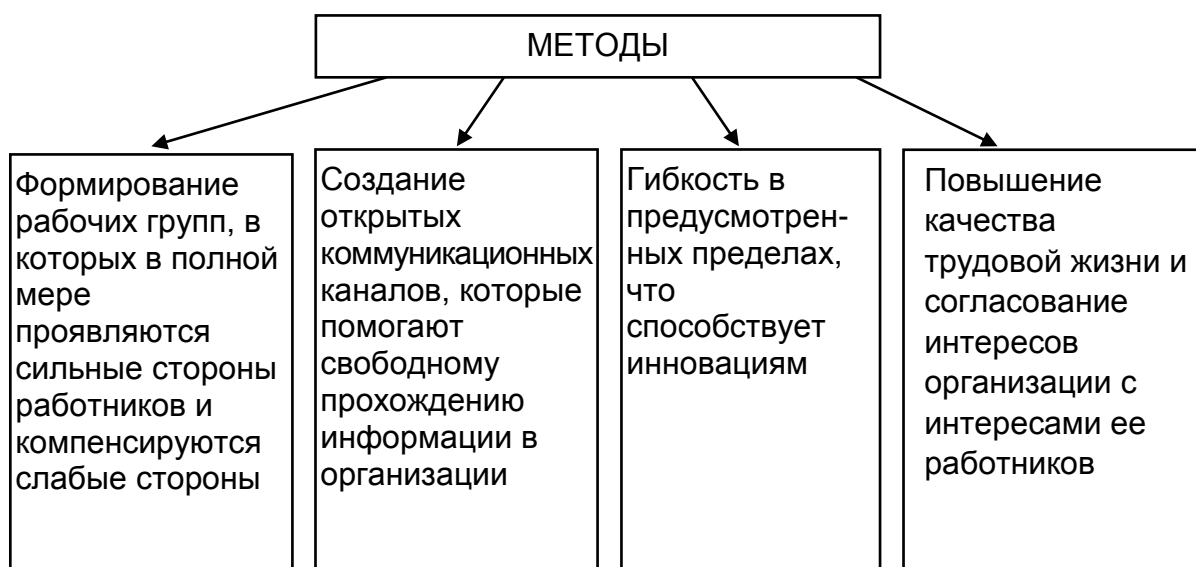 МЕТОДЫ
Формирование
рабочих групп, в
которых в полной
мере
проявляются
сильные стороны
работников и
компенсируются
слабые стороны
Создание
открытых
коммуникационных
каналов, которые
помогают
свободному
прохождению
информации в
организации
Гибкость в
предусмотрен-
ных пределах,
что
способствует
инновациям
Повышение
качества
трудовой жизни и
согласование
интересов
организации с
интересами ее
работников